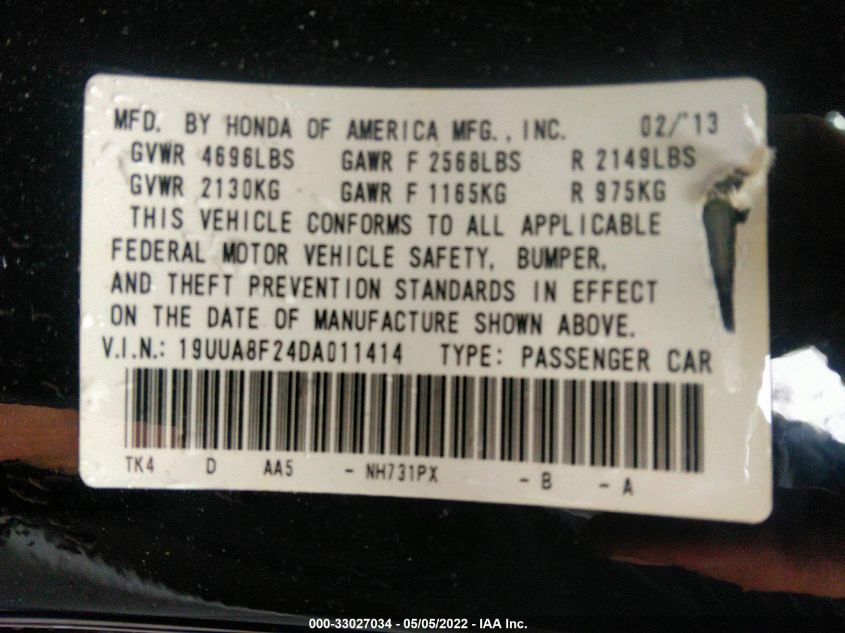 MFD. BY HONDA OF AMERICA MFG., INC. 02/'13
GVWR 4696LBS GAWR F 2568LBS R 2149LBS
GVWR 2130KG GAWR F 1165KG R 975KG
THIS VEHICLE CONFORMS TO ALL APPLICABLE
FEDERAL MOTOR VEHICLE SAFETY, BUMPER,
AND THEFT PREVENTION STANDARDS IN EFFECT
ON THE DATE OF MANUFACTURE SHOWN ABOVE.
V.I.N.: 19UUA8F24DA011414 TYPE: PASSENGER CAR
TK4 D AA5 - NH731PX - B - A
000-33027034 / 05/05/2022 - IAA Inc.